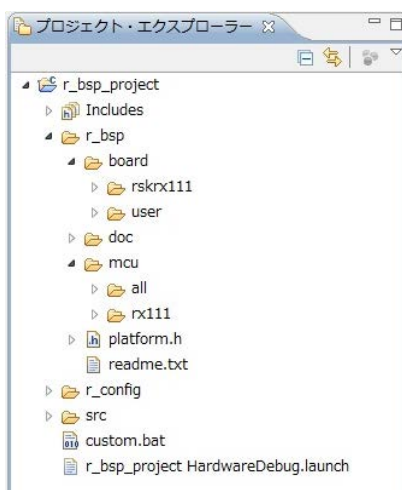 プロジェクト・エクスプローラー
r_bsp_project
Includes
r_bsp
board
rskrx111
user
doc
mcu
all
rx111
platform.h
readme.txt
r_config
src
custom.bat
r_bsp_project HardwareDebug.launch